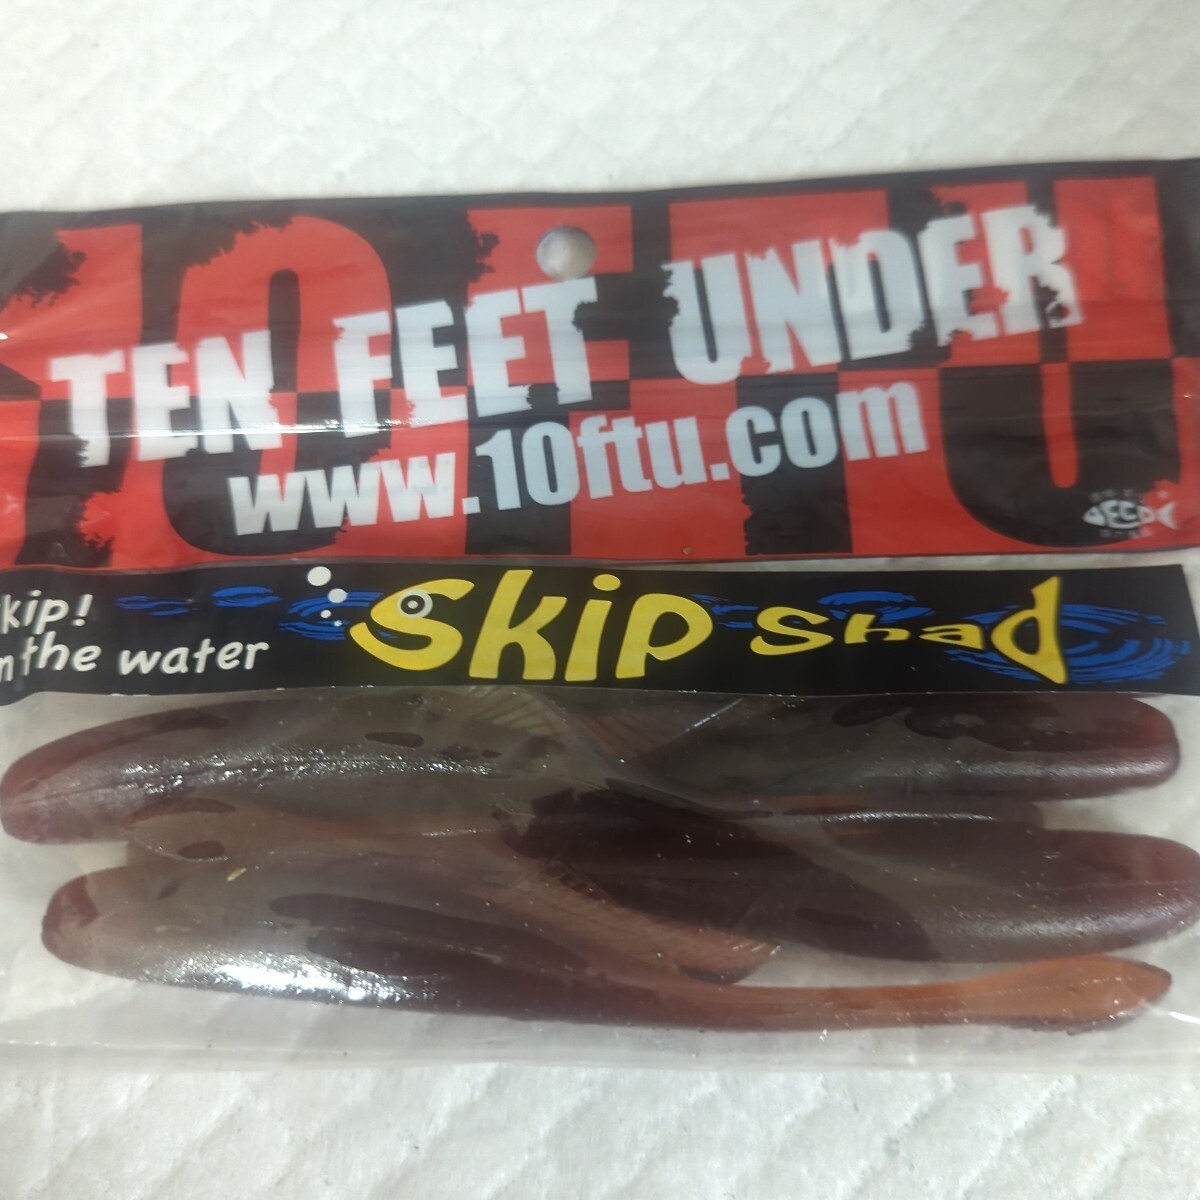 10FTU
TEN FEET UNDER
www.10ftu.com
kip!
n the water
Skip Shad